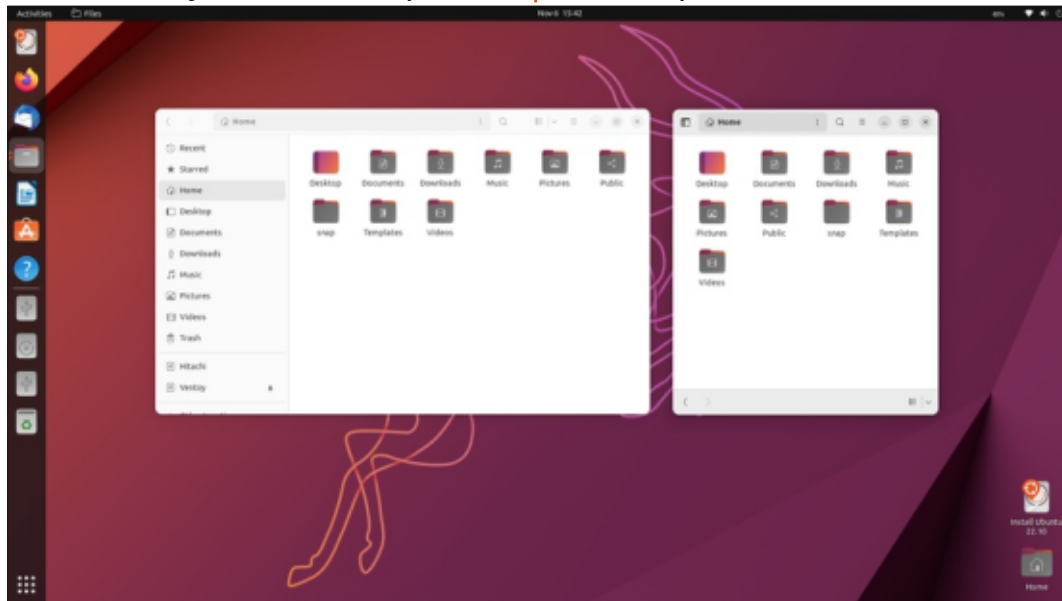 Activities Files Nov 6 15:42 en
Home
Recent
Starred
Home
Desktop
Documents
Downloads
Music
Pictures
Videos
Trash
Hitachi
Ventoy
Desktop Documents Downloads Music Pictures Public
snap Templates Videos
Home
Desktop Documents Downloads Music
Pictures Public snap Templates
Videos
Install Ubuntu
22.10
Home